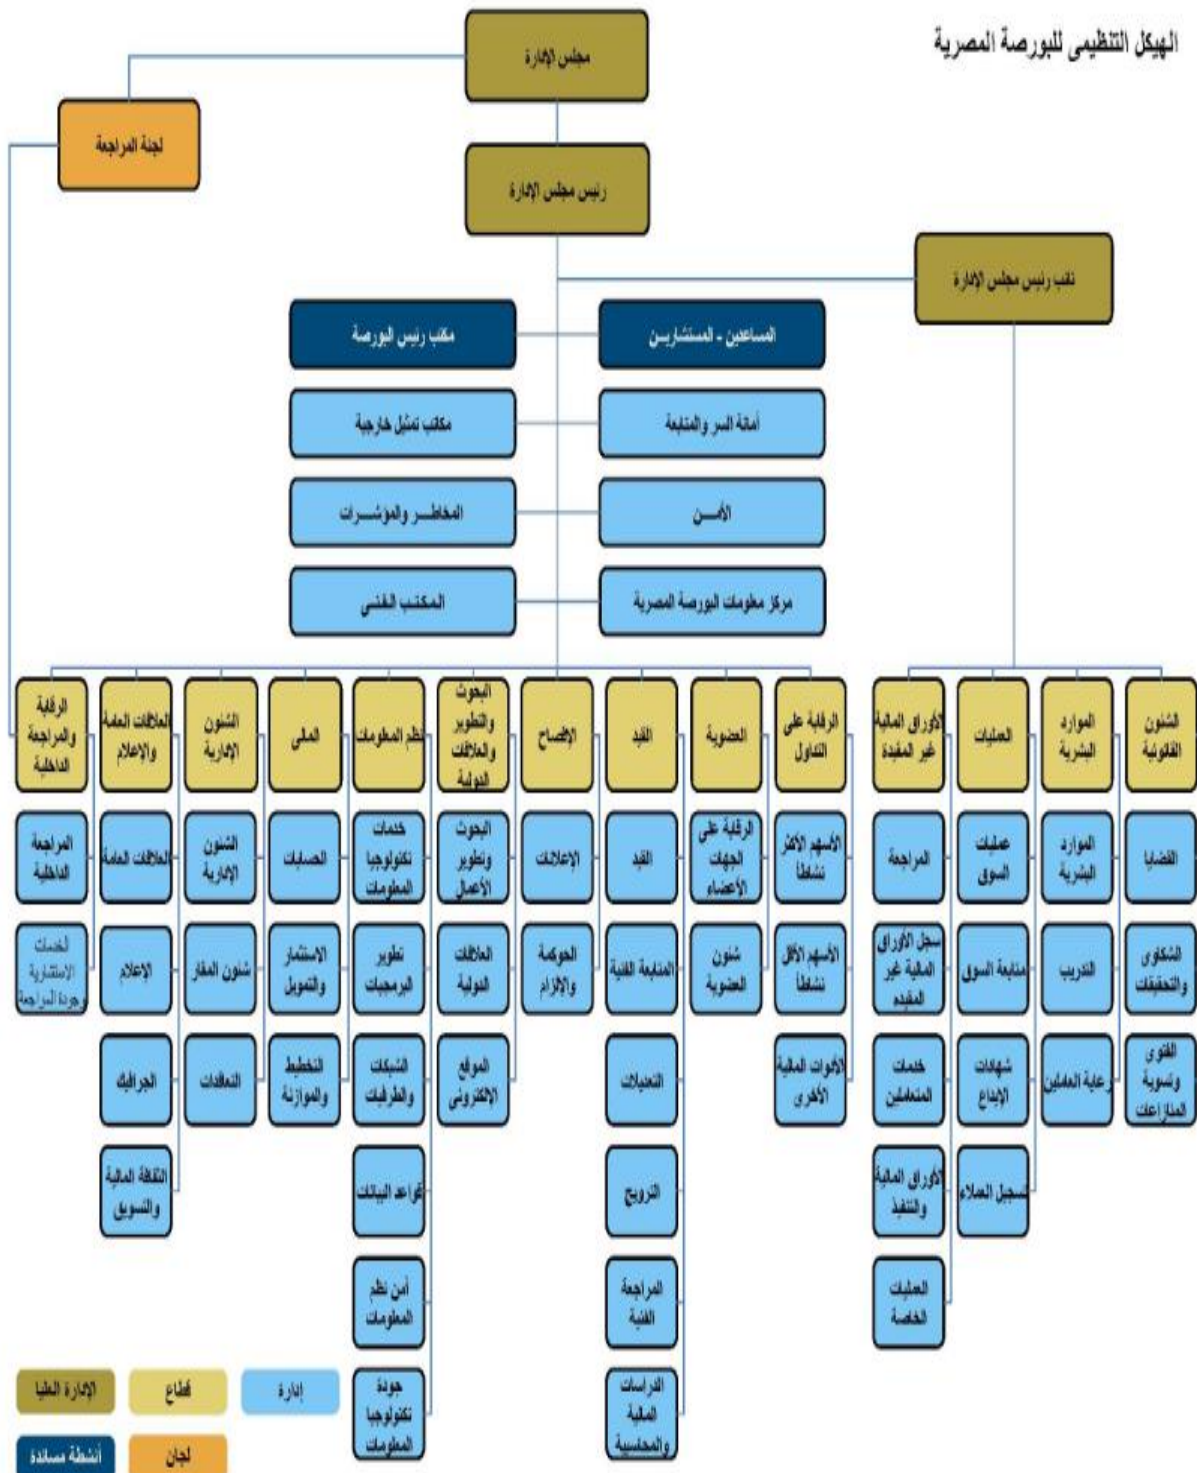 الهيكل التنظيمى للبورصة المصرية
مجلس الإدارة
لجنة المراجعة
رئيس مجلس الإدارة
نائب رئيس مجلس الإدارة
المساعدين - المستشاريــن
مكتب رئيس البورصة
أمانة السر والمتابعة
مكاتب تمثيل خارجية
الأمـــن
المخاطــر والمؤشــــرات
مركز معلومات البورصة المصرية
المكتـب الفنـى
الشئون
القانونية
الموارد
البشرية
العمليات
الأوراق المالية
غير المقيدة
الرقابة على
التداول
العضوية
القيد
الإفصاح
البحوث
والتطوير
والعلاقات
الدولية
نظم المعلومات
المالى
الشئون
الإدارية
العلاقات العامة
والإعلام
الرقابة
والمراجعة
الداخلية
القضايا
الموارد
البشرية
عمليات
السوق
المراجعة
الأسهم الأكثر
نشاطاً
الرقابة على
الجهات
الأعضاء
القيد
الإعلانات
البحوث
وتطوير
الأعمال
خدمات
تكنولوجيا
المعلومات
الحسابات
الشئون
الإدارية
العلاقات العامة
المراجعة
الداخلية
الشكاوى
والتحقيقات
التدريب
متابعة السوق
سجل الأوراق
المالية غير
المقيدم
الأسهم الأقل
نشاطاً
شئون
العضوية
المتابعة الفنية
الحوكمة
والإلزام
العلاقات
الدولية
تطوير
البرمجيات
الاستثمار
والتمويل
شئون المقار
الإعلام
الخدمات
الاستشارية
وجودة المراجعة
الفتوى
وتسوية
المنازعات
رعاية العاملين
شهادات
الإيداع
خدمات
المتعاملين
الأدوات المالية
الأخرى
التعديلات
الموقع
الإلكترونى
الشبكات
والطرفيات
التخطيط
والموازنة
التعاقدات
الجرافيك
تسجيل العملاء
الأوراق المالية
والتنفيذ
الترويج
قواعد البيانات
الثقافة المالية
والتسويق
العمليات
الخاصة
المراجعة
الفنية
أمن نظم
المعلومات
الدراسات
المالية
والمحاسبية
جودة
تكنولوجيا
المعلومات
إدارة
قطاع
الإدارة العليا
لجان
أنشطة مساندة